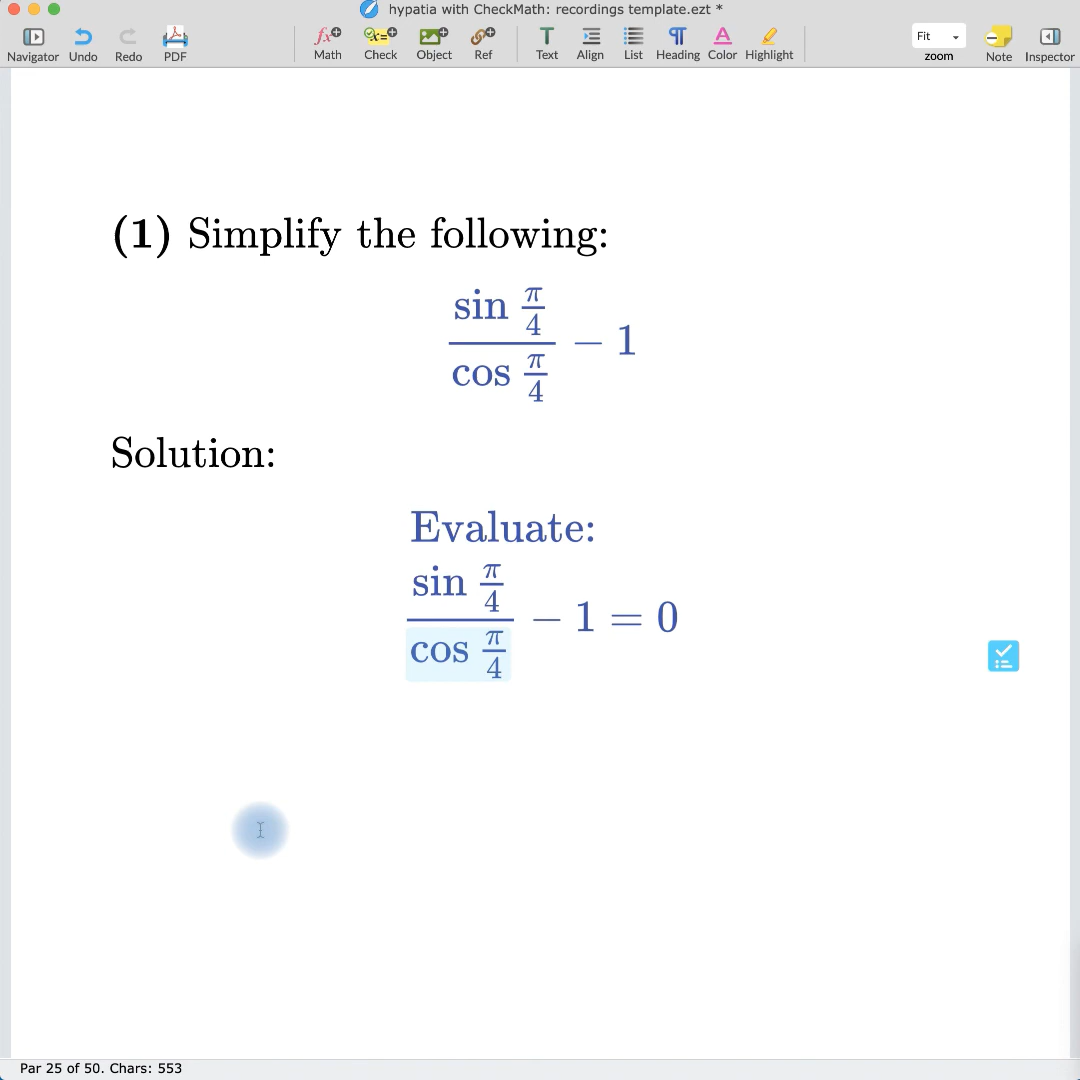 hypatia with CheckMath: recordings template.ezt *
Navigator Undo Redo PDF Math Check Object Ref Text Align List Heading Color Highlight Fit zoom Note Inspector
(1) Simplify the following:
sin π/4
cos π/4
− 1
Solution:
Evaluate:
sin π/4
cos π/4
− 1 = 0
Par 25 of 50. Chars: 553